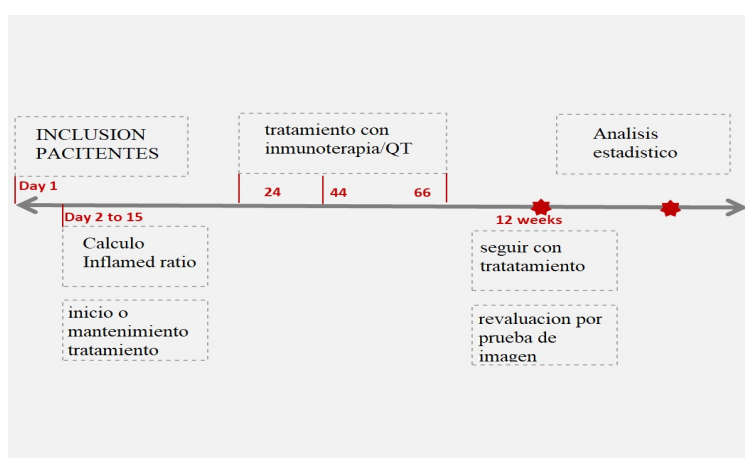 INCLUSION
PACITENTES
tratamiento con
inmunoterapia/QT
Analisis
estadistico
Day 1
24 44 66
Day 2 to 15
12 weeks
Calculo
Inflamed ratio
seguir con
tratatamiento
inicio o
mantenimiento
tratamiento
revaluacion por
prueba de
imagen